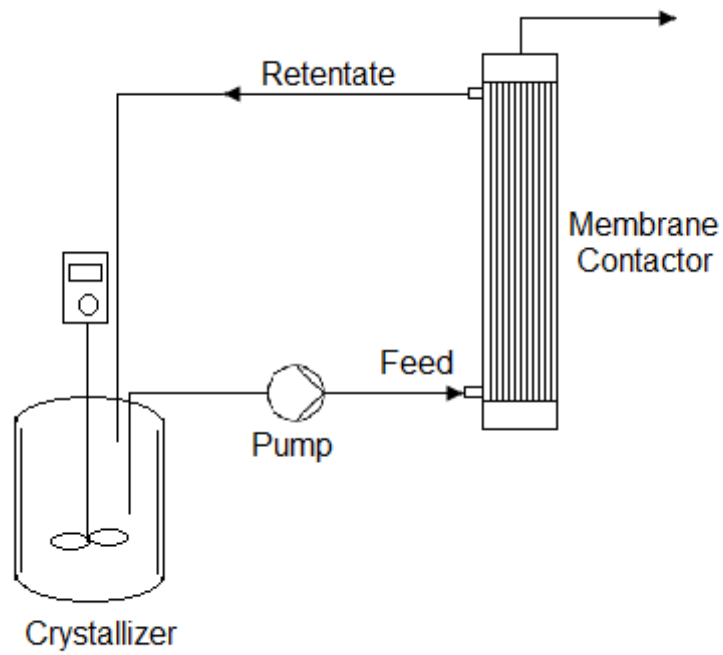 Retentate
Membrane
Contactor
Feed
Pump
Crystallizer